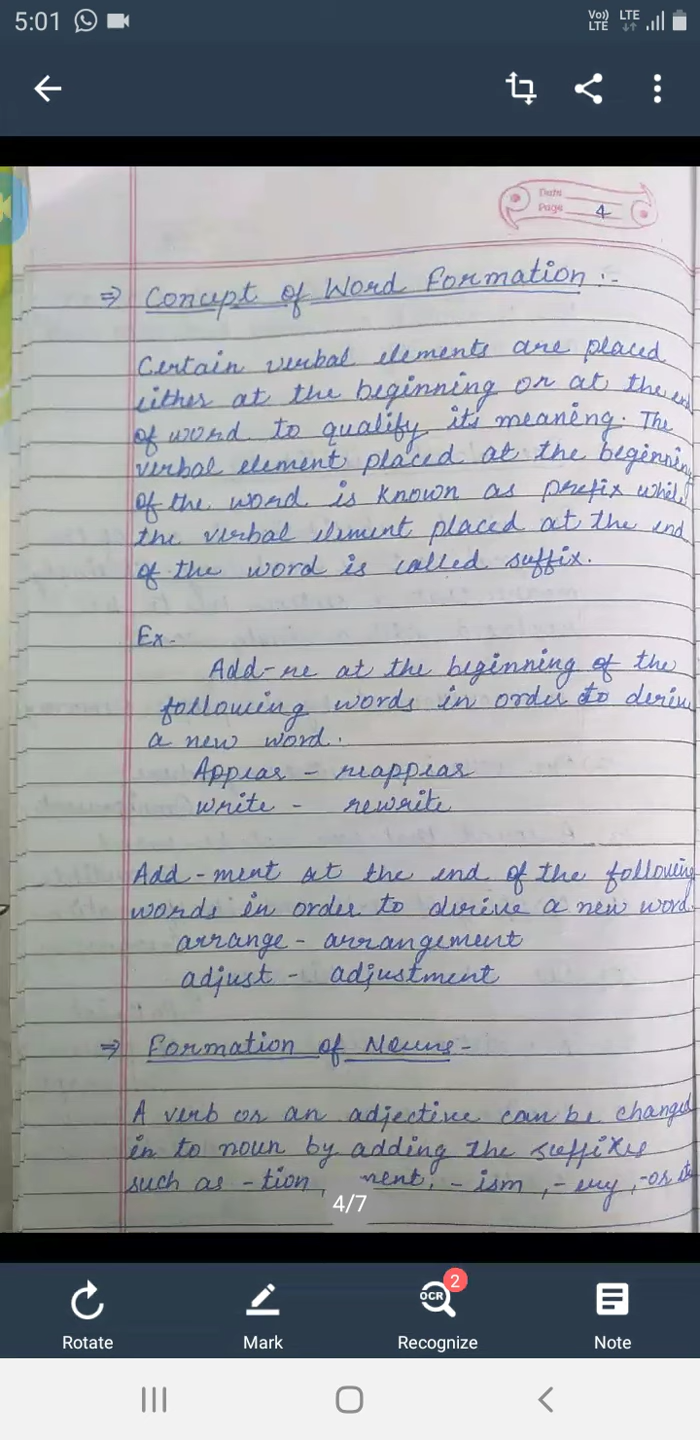 5:01
Vo)) LTE
LTE
Date
Page 4
⇒ Concept of Word Formation :-
Certain verbal elements are placed
either at the beginning or at the end
of word to qualify its meaning. The
verbal element placed at the beginning
of the word is known as prefix while
the verbal element placed at the end
of the word is called suffix.
Ex-
Add-re at the beginning of the
following words in order to derive
a new word.
Appear - reappear
write - rewrite
Add - ment at the end of the following
words in order to derive a new word.
arrange - arrangement
adjust - adjustment
⇒ Formation of Nouns -
A verb or an adjective can be changed
in to noun by adding the suffixes
such as -tion, ment, - ism , - ery , -or etc
4/7
2
OCR
Rotate
Mark
Recognize
Note